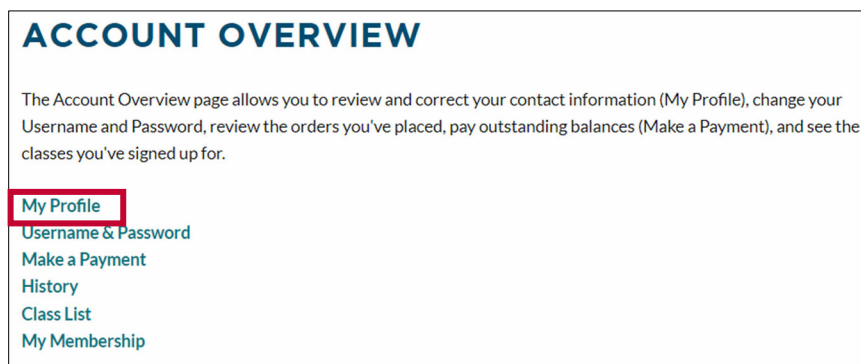 ACCOUNT OVERVIEW
The Account Overview page allows you to review and correct your contact information (My Profile), change your
Username and Password, review the orders you've placed, pay outstanding balances (Make a Payment), and see the
classes you've signed up for.
My Profile
Username & Password
Make a Payment
History
Class List
My Membership